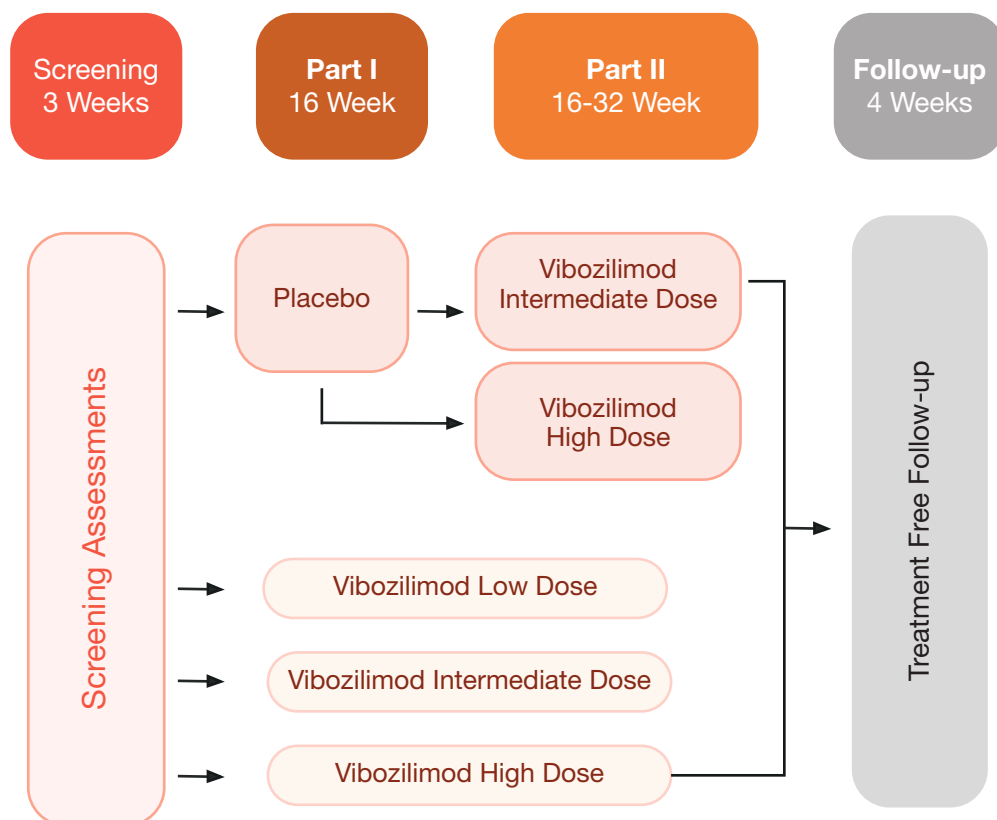 Screening
3 Weeks
Part I
16 Week
Part II
16-32 Week
Follow-up
4 Weeks
Screening Assessments
Placebo
Vibozilimod
Intermediate Dose
Vibozilimod
High Dose
Vibozilimod Low Dose
Vibozilimod Intermediate Dose
Vibozilimod High Dose
Treatment Free Follow-up